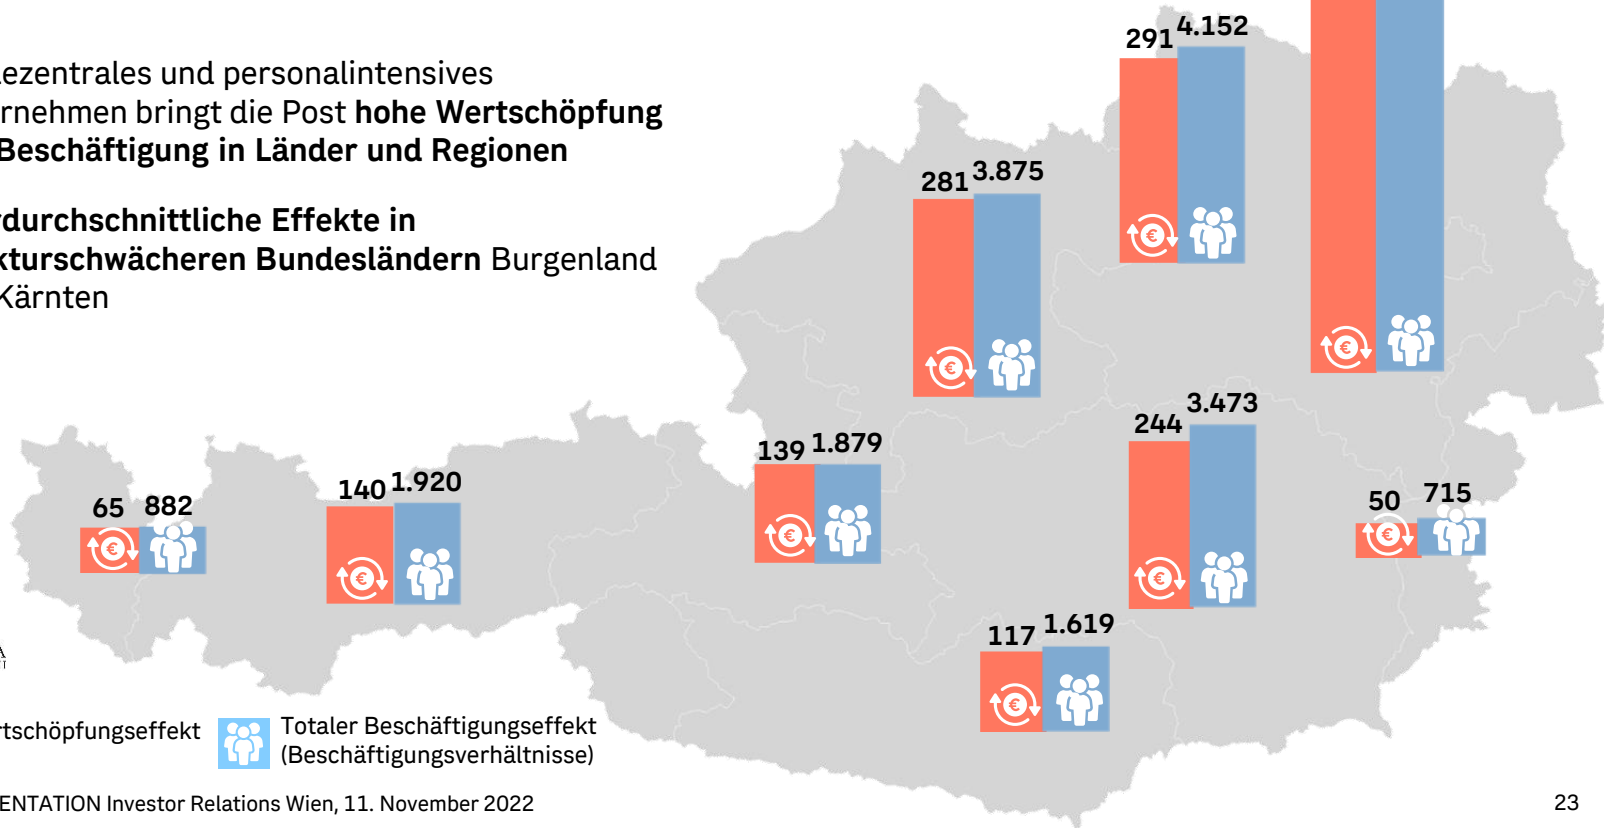 ezentrales und personalintensives
ernehmen bringt die Post hohe Wertschöpfung
Beschäftigung in Länder und Regionen
durchschnittliche Effekte in
kturschwächeren Bundesländern Burgenland
Kärnten
291 4.152
281 3.875
244 3.473
139 1.879
140 1.920
65 882
50 715
117 1.619
rtschöpfungseffekt
Totaler Beschäftigungseffekt
(Beschäftigungsverhältnisse)
ENTATION Investor Relations Wien, 11. November 2022
23